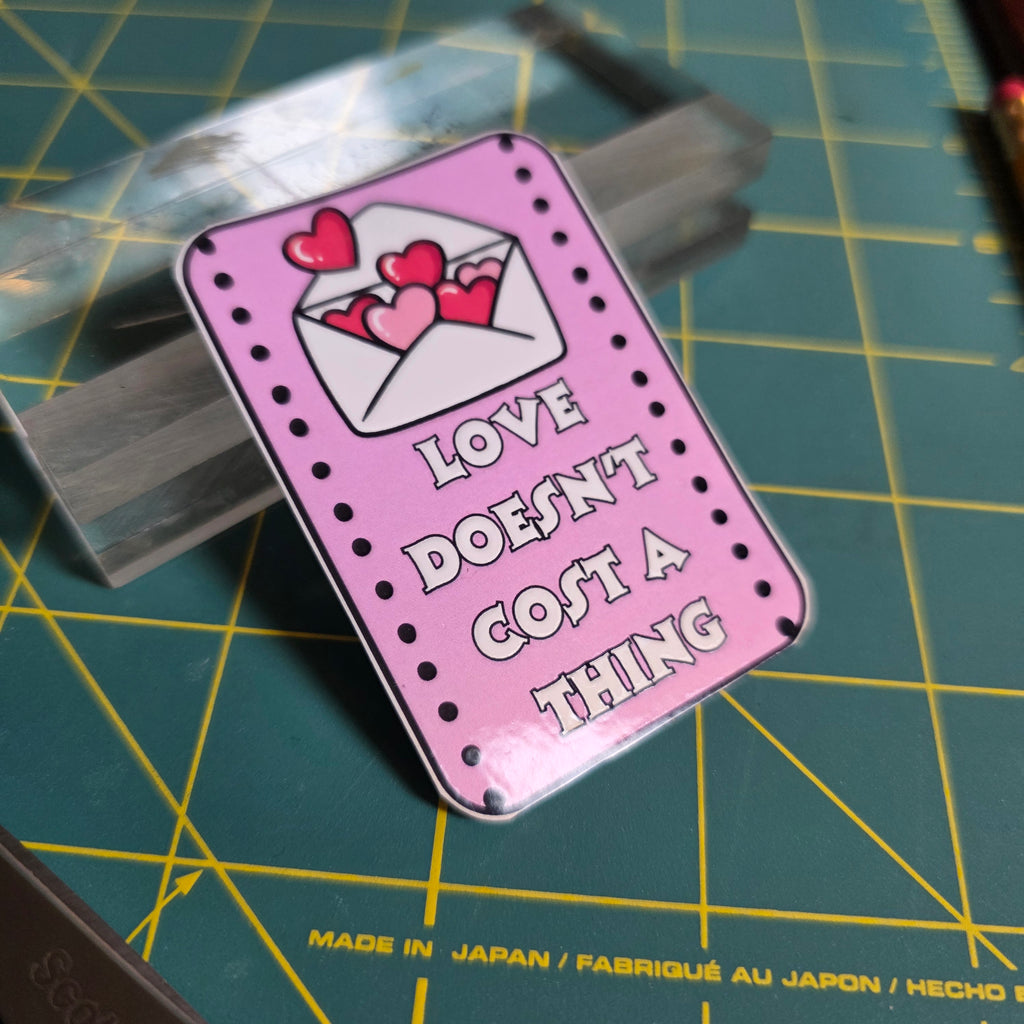 LOVE
DOESN'T
COST A
THING
MADE IN JAPAN / FABRIQUÉ AU JAPON / HECHO